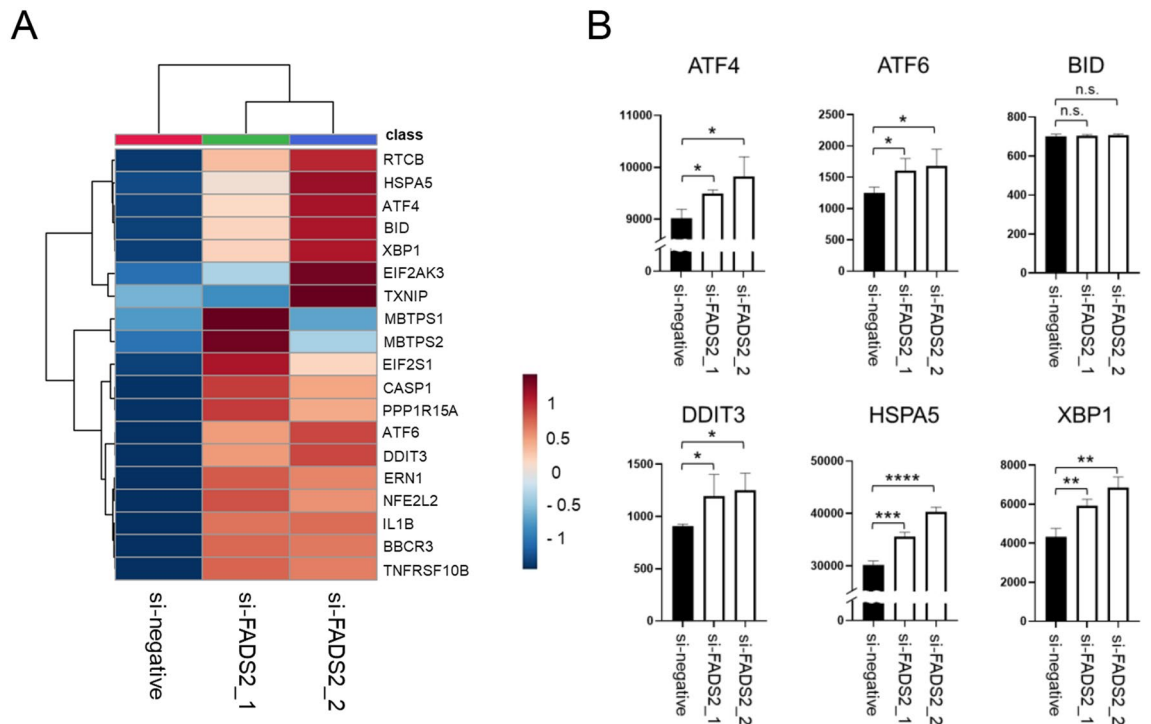 A
class
RTCB
HSPA5
ATF4
BID
XBP1
EIF2AK3
TXNIP
MBTPS1
MBTPS2
EIF2S1
CASP1
PPP1R15A
ATF6
DDIT3
ERN1
NFE2L2
IL1B
BBCR3
TNFRSF10B
1
0.5
0
- 0.5
- 1
si-negative
si-FADS2_1
si-FADS2_2
B
ATF4
11000
10000
9000
0
*
*
si-negative
si-FADS2_1
si-FADS2_2
ATF6
2500
2000
1500
1000
500
0
*
*
si-negative
si-FADS2_1
si-FADS2_2
BID
800
600
400
200
0
n.s.
n.s.
si-negative
si-FADS2_1
si-FADS2_2
DDIT3
1500
1000
500
0
*
*
si-negative
si-FADS2_1
si-FADS2_2
HSPA5
50000
40000
30000
0
****
***
si-negative
si-FADS2_1
si-FADS2_2
XBP1
8000
6000
4000
2000
0
**
**
si-negative
si-FADS2_1
si-FADS2_2